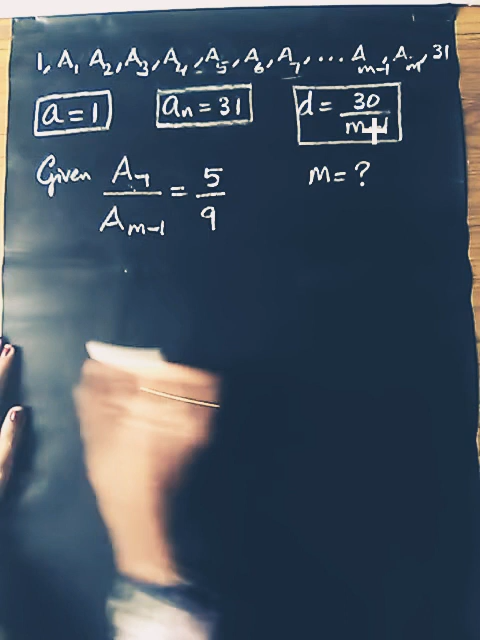 1, A₁ A₂, A₃, A₄, A₅, A₆, A₇, ... Aₘ₋₁, Aₘ, 31
a = 1 aₙ = 31 d = 30/(m+1)
Given A₇/Aₘ₋₁ = 5/9 M = ?